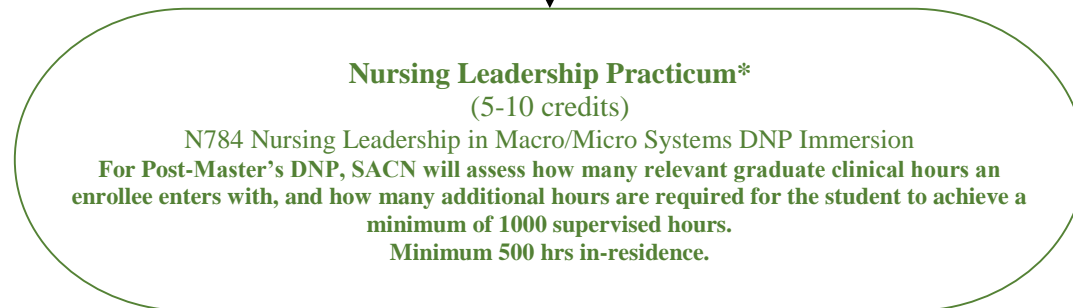 Nursing Leadership Practicum*
(5-10 credits)
N784 Nursing Leadership in Macro/Micro Systems DNP Immersion
For Post-Master’s DNP, SACN will assess how many relevant graduate clinical hours an
enrollee enters with, and how many additional hours are required for the student to achieve a
minimum of 1000 supervised hours.
Minimum 500 hrs in-residence.